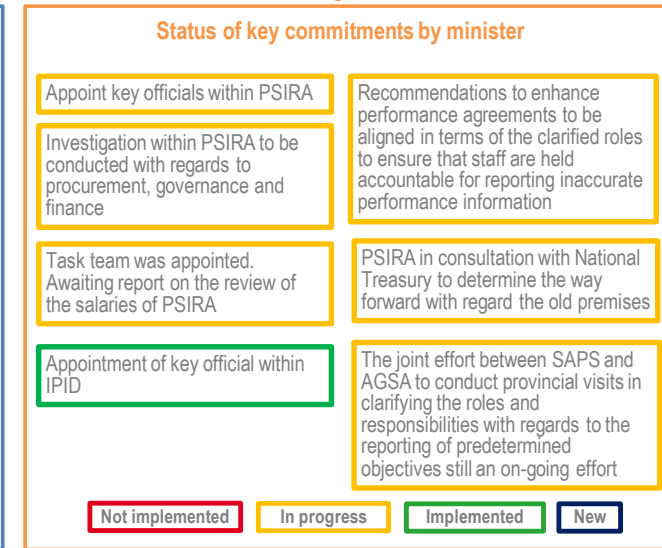 Status of key commitments by minister
Appoint key officials within PSIRA
Investigation within PSIRA to be
conducted with regards to
procurement, governance and
finance
Task team was appointed.
Awaiting report on the review of
the salaries of PSIRA
Appointment of key official within
IPID
Recommendations to enhance
performance agreements to be
aligned in terms of the clarified roles
to ensure that staff are held
accountable for reporting inaccurate
performance information
PSIRA in consultation with National
Treasury to determine the way
forward with regard the old premises
The joint effort between SAPS and
AGSA to conduct provincial visits in
clarifying the roles and
responsibilities with regards to the
reporting of predetermined
objectives still an on-going effort
Not implemented
In progress
Implemented
New